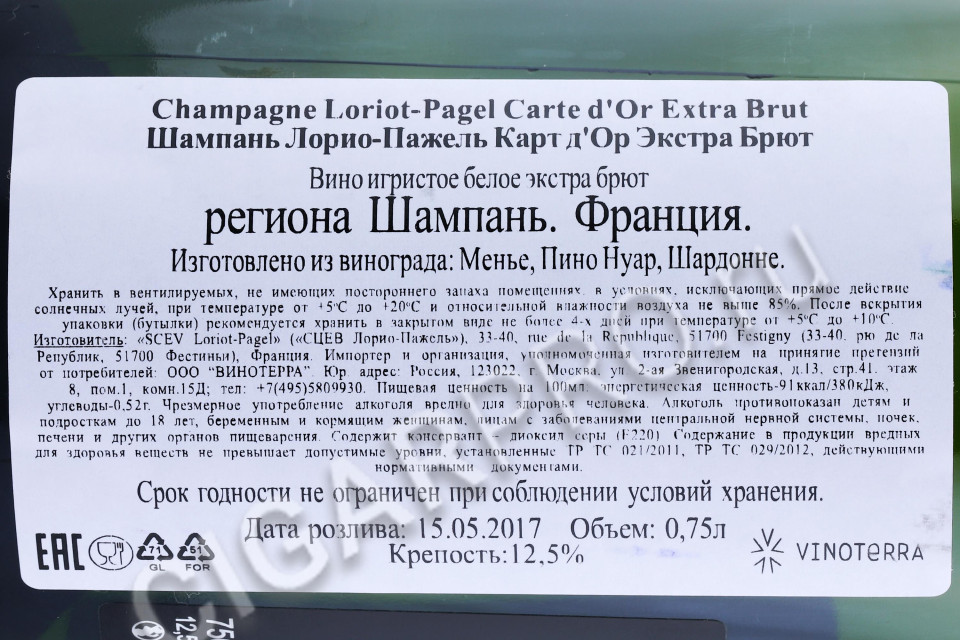 Champagne Loriot-Pagel Carte d'Or Extra Brut
Шампань Лорио-Пажель Карт д'Ор Экстра Брют
Вино игристое белое экстра брют
региона Шампань. Франция.
Изготовлено из винограда: Менье, Пино Нуар, Шардонне.
Хранить в вентилируемых, не имеющих постороннего запаха помещениях, в условиях, исключающих прямое действие
солнечных лучей, при температуре от +5°C до +20°C и относительной влажности воздуха не выше 85%. После вскрытия
упаковки (бутылки) рекомендуется хранить в закрытом виде не более 4-х дней при температуре от +5°C до +10°C.
Изготовитель: «SCEV Loriot-Pagel» («СЦЕВ Лорио-Пажель»), 33-40, rue de la Republique, 51700 Festigny (33-40, рю де ла
Републик, 51700 Фестиньи), Франция. Импортер и организация, уполномоченная изготовителем на принятие претензий
от потребителей: ООО "ВИНОТЕРРА". Юр адрес: Россия, 123022, г Москва, ул 2-ая Звенигородская, д.13, стр.41, этаж
8, пом.1, комн.15Д; тел: +7(495)5809930. Пищевая ценность на 100мл: энергетическая ценность-91ккал/380кДж,
углеводы-0,52г. Чрезмерное употребление алкоголя вредно для здоровья человека. Алкоголь противопоказан детям и
подросткам до 18 лет, беременным и кормящим женщинам, лицам с заболеваниями центральной нервной системы, почек,
печени и других органов пищеварения. Содержит консервант – диоксид серы (Е220) Содержание в продукции вредных
для здоровья веществ не превышает допустимые уровни, установленные ТР ТС 021/2011, ТР ТС 029/2012, действующими
нормативными документами.
Срок годности не ограничен при соблюдении условий хранения.
Дата розлива: 15.05.2017 Объем: 0,75л
Крепость:12,5%
EAC
71
GL
51
FOR
VINOTERRA
CIGARPRO.ru